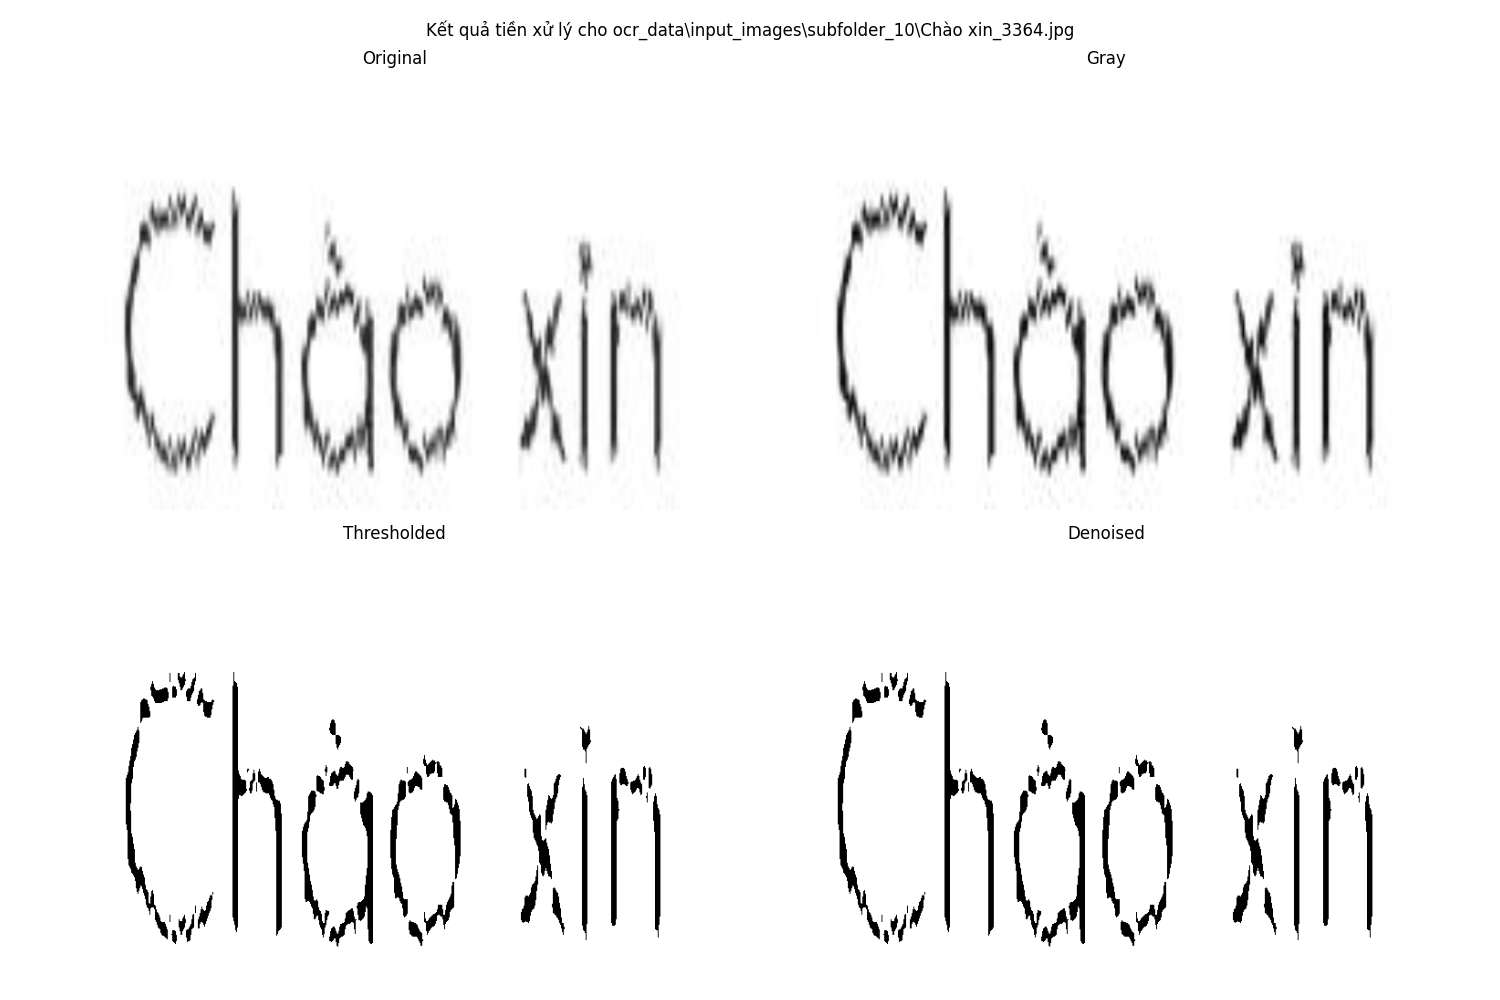 Kết quả tiền xử lý cho ocr_data\input_images\subfolder_10\Chào xin_3364.jpg
Original
Gray
Chào xin
Chào xin
Thresholded
Denoised
Chào xin
Chào xin